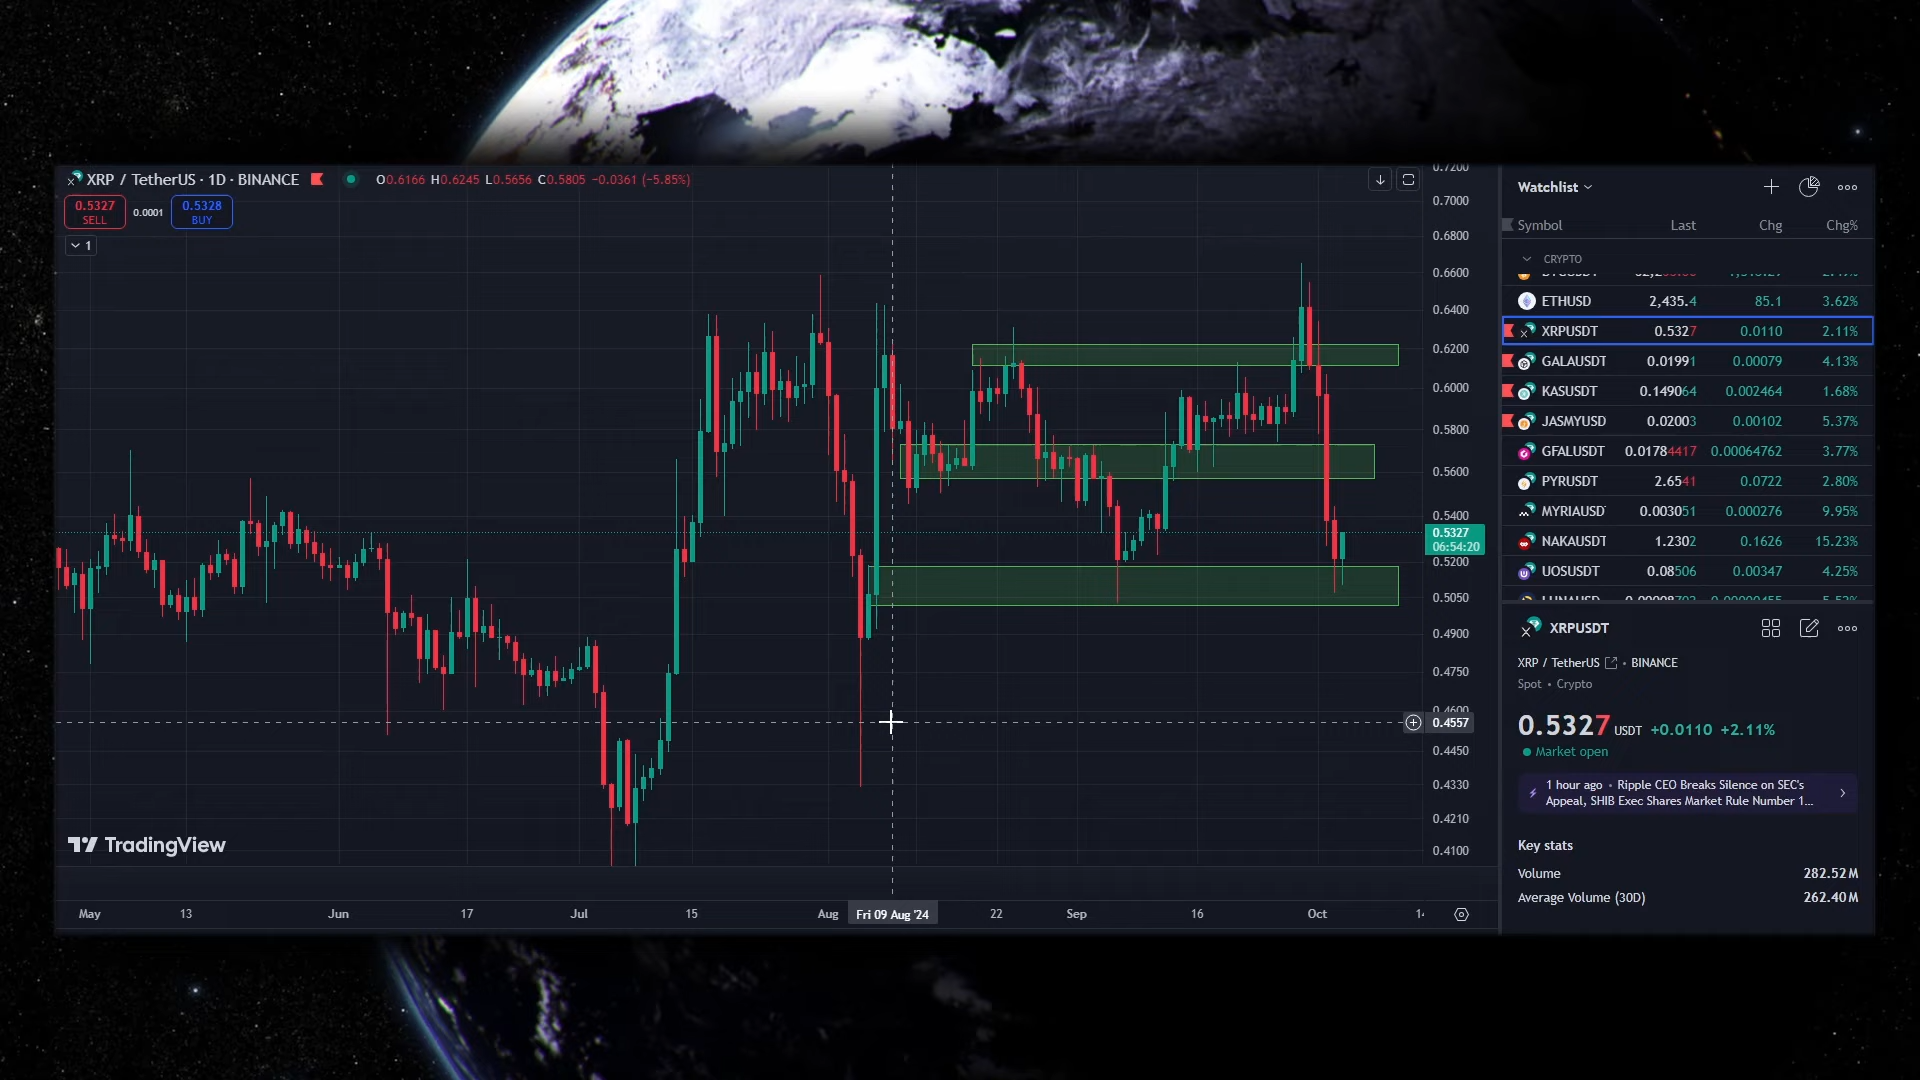 XRP / TetherUS · 1D · BINANCE O0.6166 H0.6245 L0.5656 C0.5805 −0.0361 (−5.85%)
0.5327
SELL
0.0001
0.5328
BUY
1
0.7200
0.7000
0.6800
0.6600
0.6400
0.6200
0.6000
0.5800
0.5600
0.5400
0.5327
06:54:20
0.5200
0.5050
0.4900
0.4750
0.4600
0.4557
0.4450
0.4330
0.4210
0.4100
TradingView
May 13 Jun 17 Jul 15 Aug Fri 09 Aug '24 22 Sep 16 Oct
Watchlist
Symbol Last Chg Chg%
CRYPTO
ETHUSD 2,435.4 85.1 3.62%
XRPUSDT 0.5327 0.0110 2.11%
GALAUSDT 0.01991 0.00079 4.13%
KASUSDT 0.149064 0.002464 1.68%
JASMYUSD 0.02003 0.00102 5.37%
GFALUSDT 0.01784417 0.00064762 3.77%
PYRUSDT 2.6541 0.0722 2.80%
MYRIAUSD 0.003051 0.000276 9.95%
NAKAUSDT 1.2302 0.1626 15.23%
UOSUSDT 0.08506 0.00347 4.25%
XRPUSDT
XRP / TetherUS • BINANCE
Spot • Crypto
0.5327 USDT +0.0110 +2.11%
Market open
1 hour ago • Ripple CEO Breaks Silence on SEC's
Appeal, SHIB Exec Shares Market Rule Number 1...
Key stats
Volume 282.52M
Average Volume (30D) 262.40M